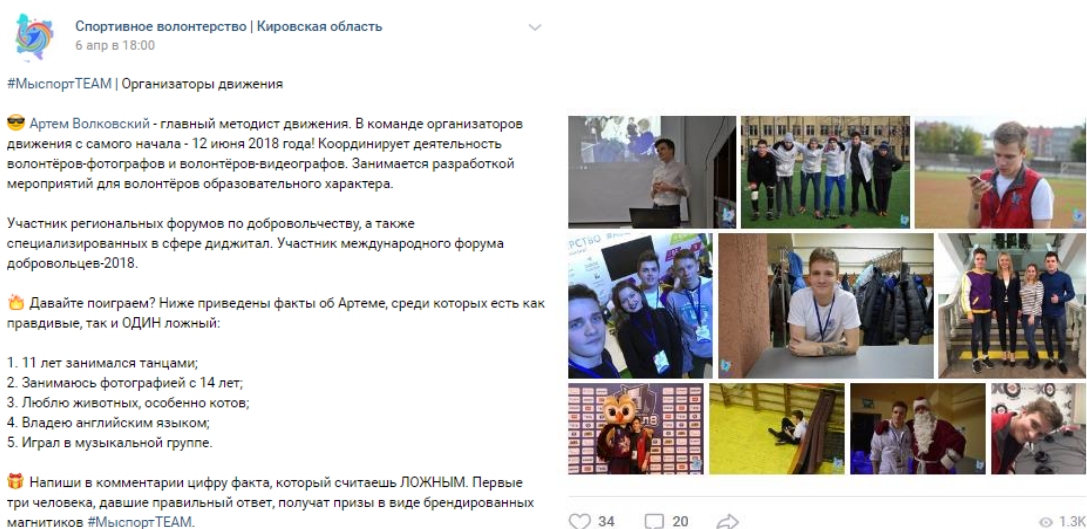 Спортивное волонтерство | Кировская область
6 апр в 18:00
#МыспортTEAM | Организаторы движения
Артем Волковский - главный методист движения. В команде организаторов
движения с самого начала - 12 июня 2018 года! Координирует деятельность
волонтёров-фотографов и волонтёров-видеографов. Занимается разработкой
мероприятий для волонтёров образовательного характера.
Участник региональных форумов по добровольчеству, а также
специализированных в сфере диджитал. Участник международного форума
добровольцев-2018.
Давайте поиграем? Ниже приведены факты об Артеме, среди которых есть как
правдивые, так и ОДИН ложный:
1. 11 лет занимался танцами;
2. Занимаюсь фотографией с 14 лет;
3. Люблю животных, особенно котов;
4. Владею английским языком;
5. Играл в музыкальной группе.
Напиши в комментарии цифру факта, который считаешь ЛОЖНЫМ. Первые
три человека, давшие правильный ответ, получат призы в виде брендированных
магнитиков #МыспортTEAM.
34
20
1.3K